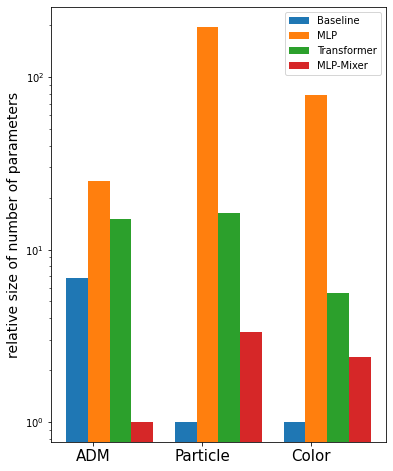 Baseline
MLP
Transformer
MLP-Mixer
relative size of number of parameters
10²
10¹
10⁰
ADM Particle Color